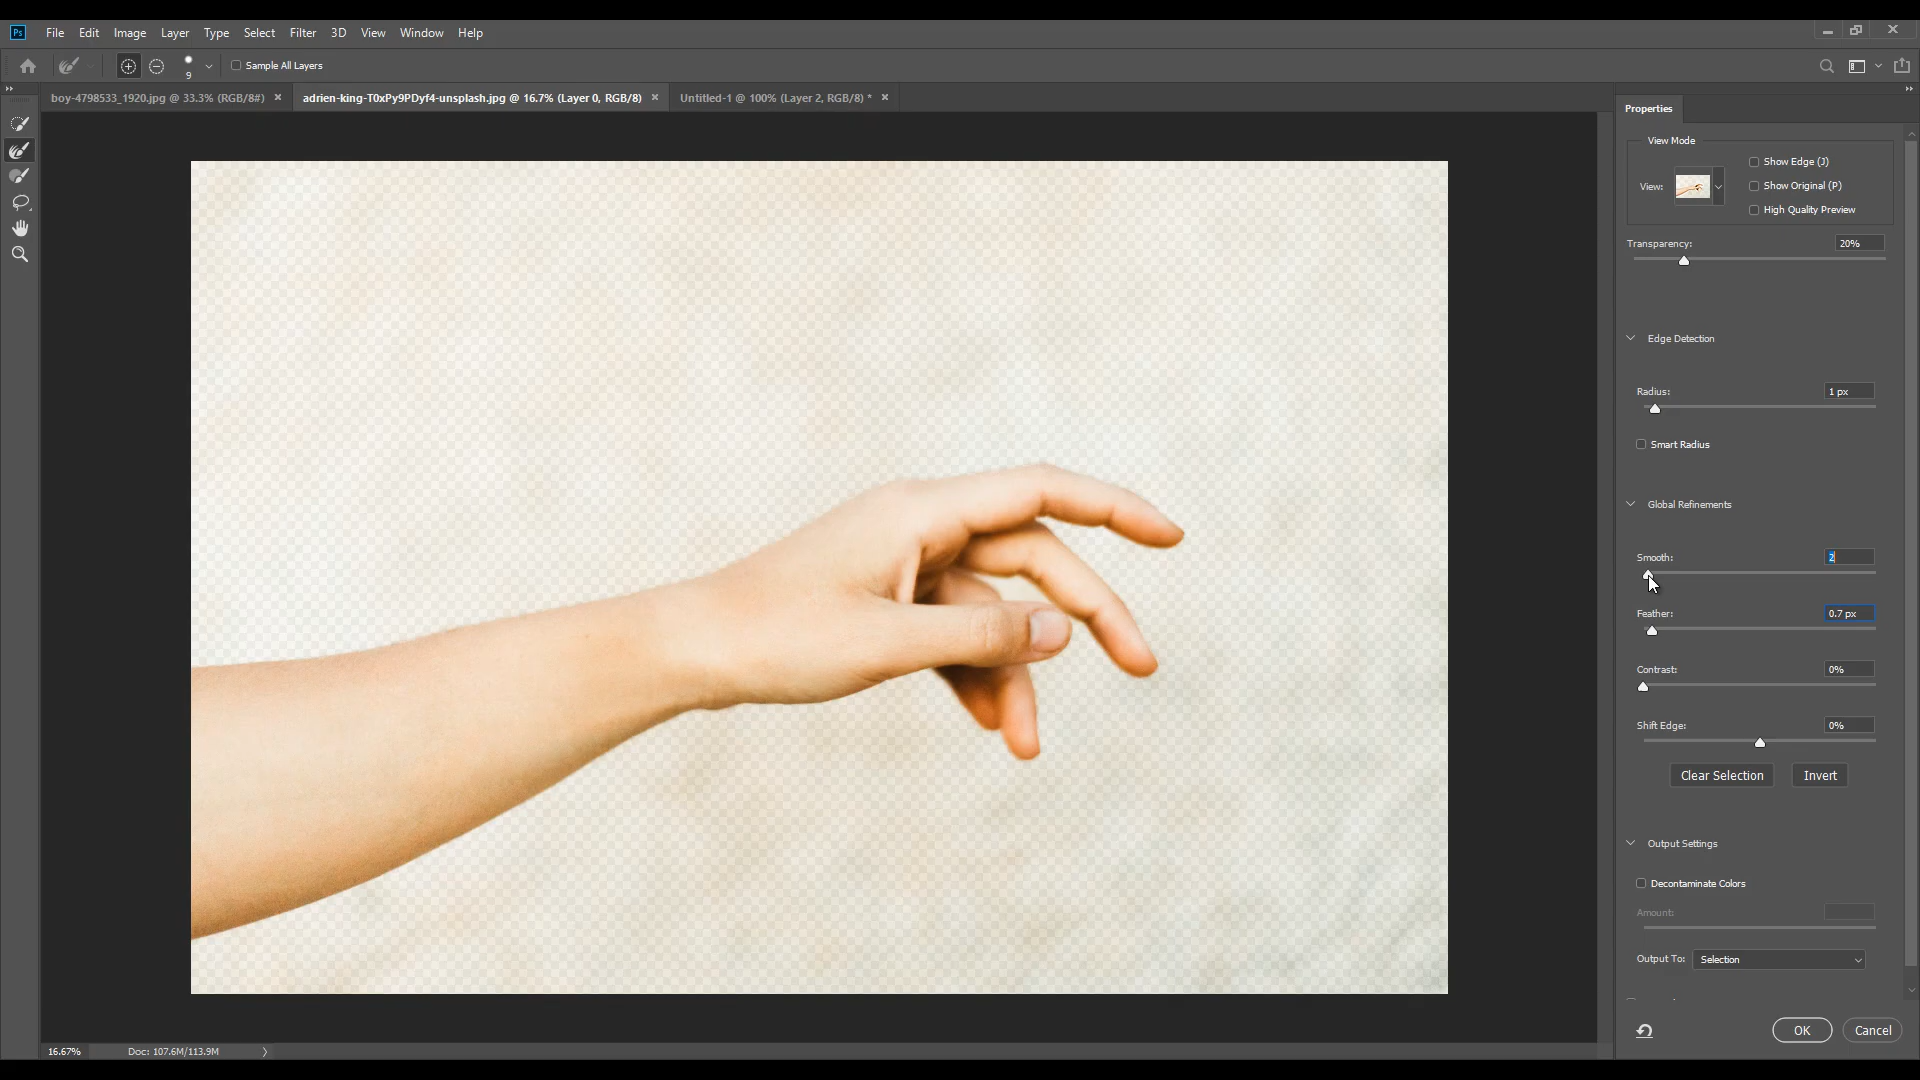 Ps File Edit Image Layer Type Select Filter 3D View Window Help
9 Sample All Layers
boy-4798533_1920.jpg @ 33.3% (RGB/8#) × adrien-king-T0xPy9PDyf4-unsplash.jpg @ 16.7% (Layer 0, RGB/8) × Untitled-1 @ 100% (Layer 2, RGB/8) * ×
Properties
View Mode
Show Edge (J)
View: Show Original (P)
High Quality Preview
Transparency: 20%
Edge Detection
Radius: 1 px
Smart Radius
Global Refinements
Smooth: 2
Feather: 0.7 px
Contrast: 0%
Shift Edge: 0%
Clear Selection Invert
Output Settings
Decontaminate Colors
Amount:
Output To: Selection
OK Cancel
16.67% Doc: 107.6M/113.9M